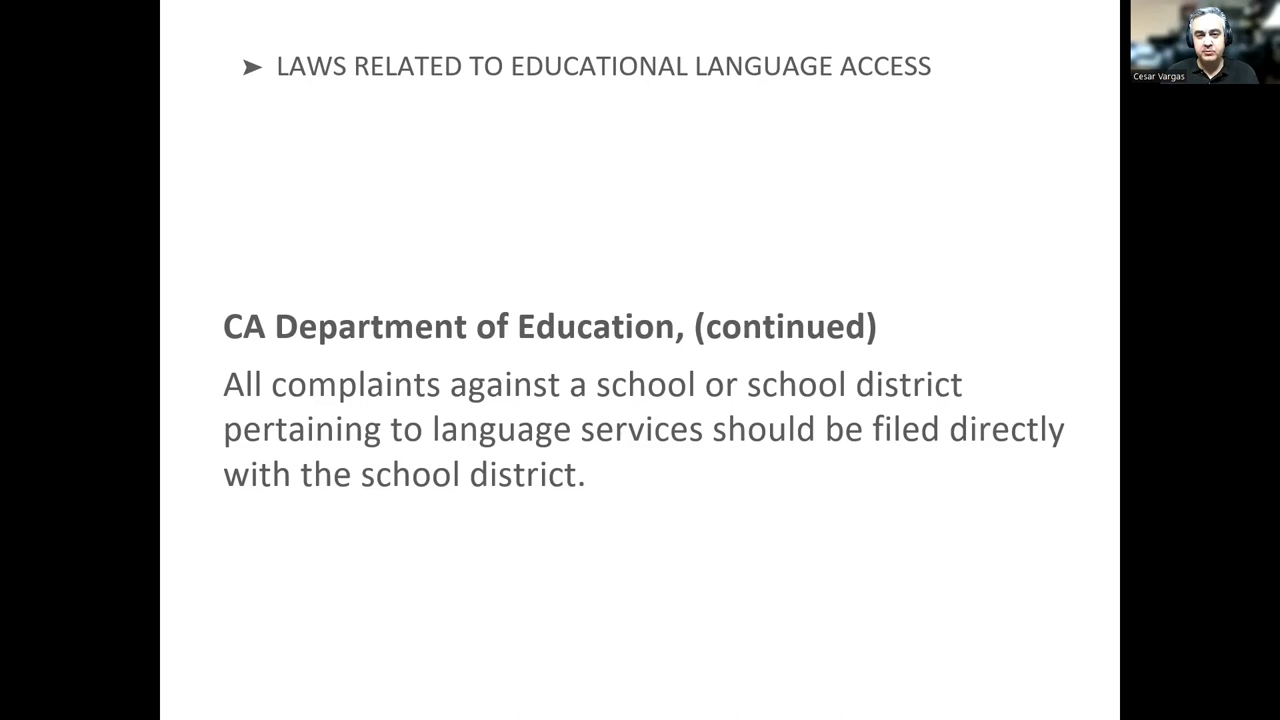 ➤ LAWS RELATED TO EDUCATIONAL LANGUAGE ACCESS
Cesar Vargas
CA Department of Education, (continued)
All complaints against a school or school district
pertaining to language services should be filed directly
with the school district.